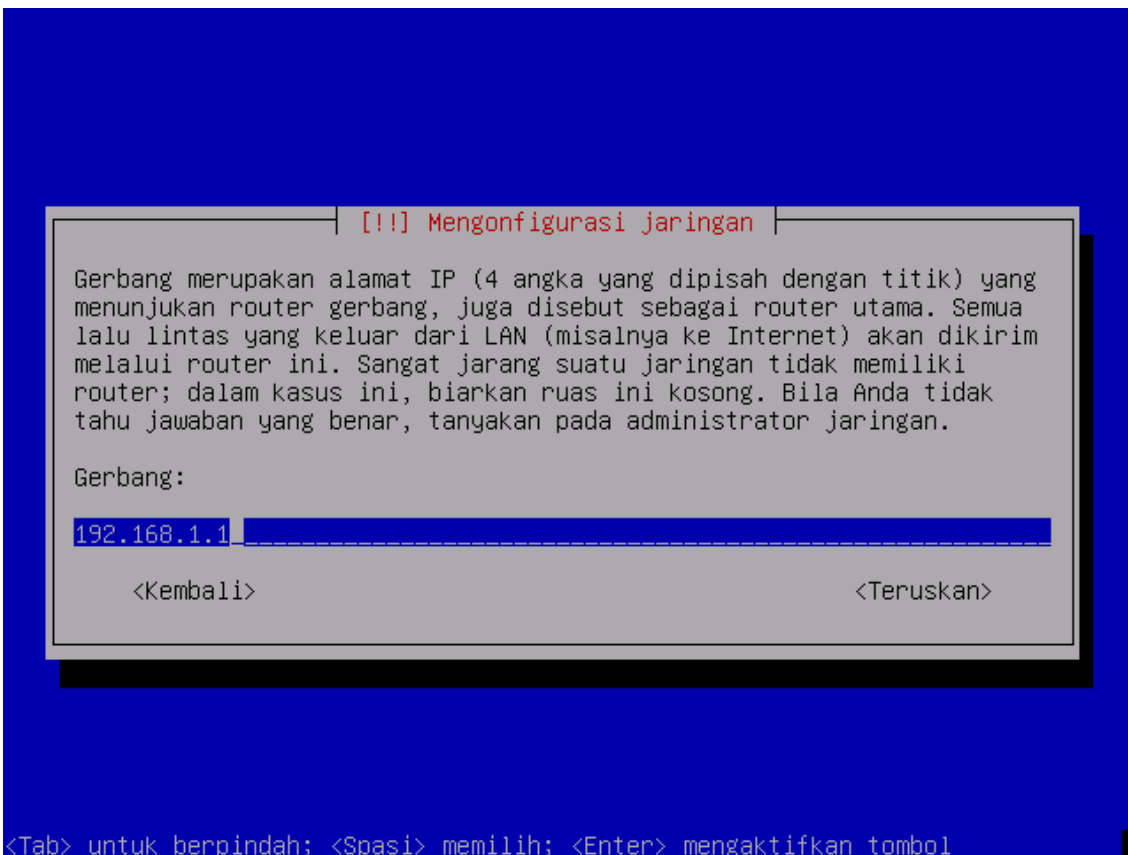 [!!] Mengonfigurasi jaringan
Gerbang merupakan alamat IP (4 angka yang dipisah dengan titik) yang
menunjukan router gerbang, juga disebut sebagai router utama. Semua
lalu lintas yang keluar dari LAN (misalnya ke Internet) akan dikirim
melalui router ini. Sangat jarang suatu jaringan tidak memiliki
router; dalam kasus ini, biarkan ruas ini kosong. Bila Anda tidak
tahu jawaban yang benar, tanyakan pada administrator jaringan.
Gerbang:
192.168.1.1
<Kembali> <Teruskan>
<Tab> untuk berpindah; <Spasi> memilih; <Enter> mengaktifkan tombol